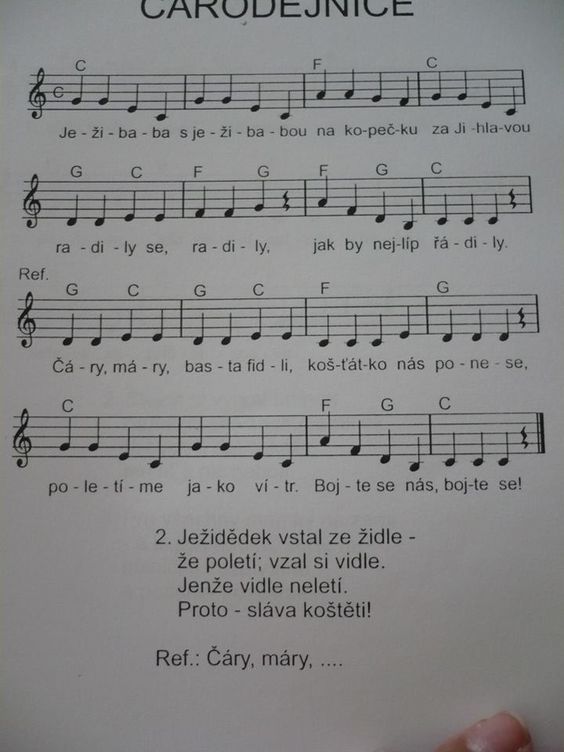 ČARODĚJNICE
C F C
Je - ži - ba - ba s je - ži - ba - bou na ko-peč-ku za Ji -hlavou
G C F G F G C
ra - di - ly se, ra - di - ly, jak by nej-líp řá - di - ly.
Ref.
G C G C F G
Čá - ry, má - ry, bas - ta fid - li, koš-ťát-ko nás po - ne - se,
C F G C
po - le - tí - me ja - ko ví - tr. Boj - te se nás, boj-te se!
2. Ježidědek vstal ze židle -
že poletí; vzal si vidle.
Jenže vidle neletí.
Proto - sláva koštěti!
Ref.: Čáry, máry, ....